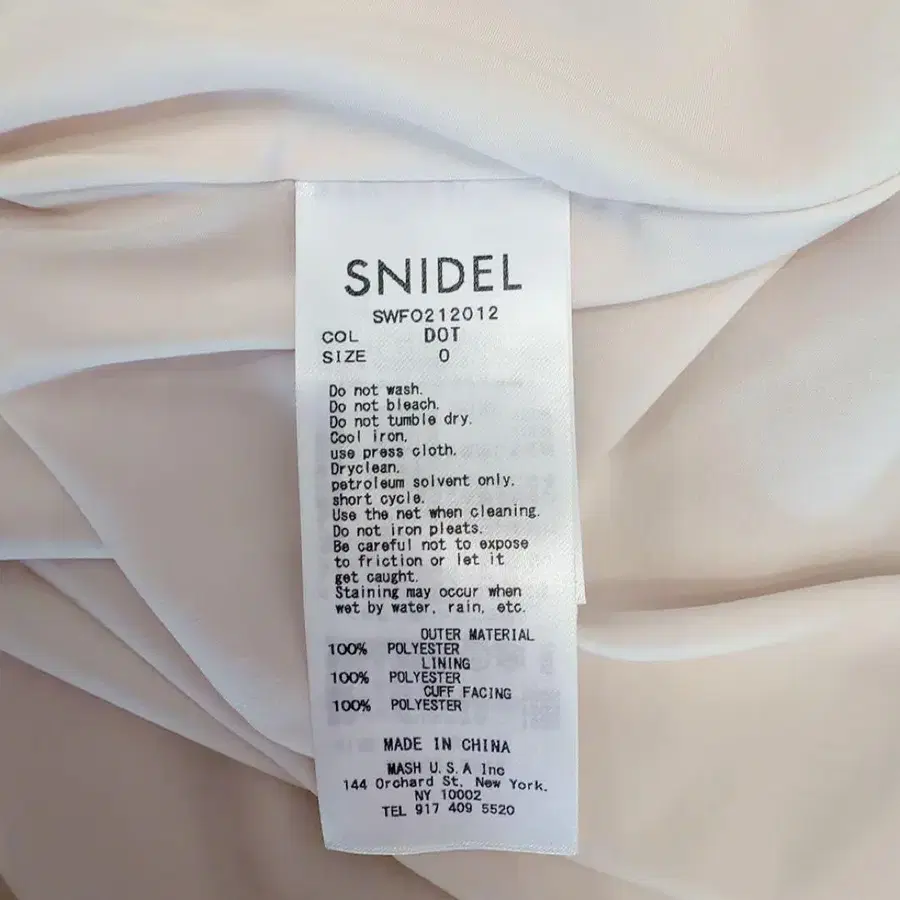 SNIDEL
SWFO212012
COL DOT
SIZE 0
Do not wash.
Do not bleach.
Do not tumble dry.
Cool iron,
use press cloth.
Dryclean,
petroleum solvent only.
short cycle.
Use the net when cleaning.
Do not iron pleats.
Be careful not to expose
to friction or let it
get caught.
Staining may occur when
wet by water, rain, etc.
OUTER MATERIAL
100% POLYESTER
LINING
100% POLYESTER
CUFF FACING
100% POLYESTER
MADE IN CHINA
MASH U.S.A Inc
144 Orchard St, New York,
NY 10002
TEL 917 409 5520